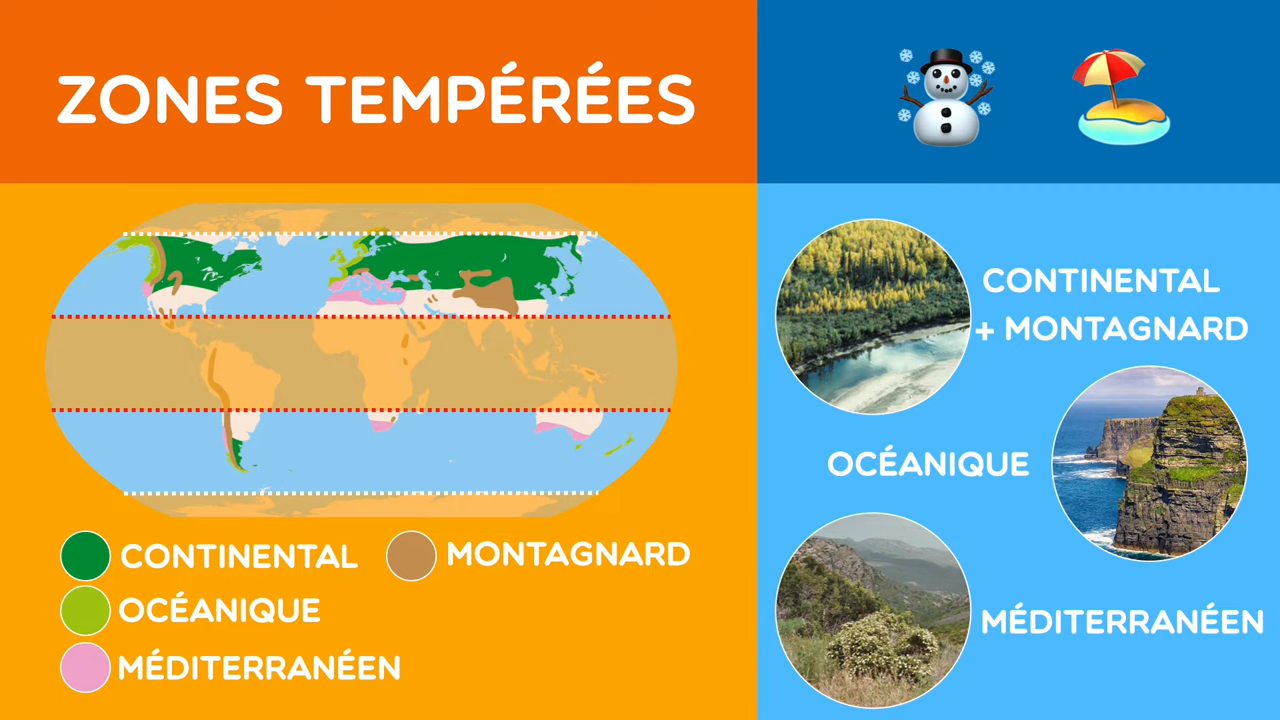 ZONES TEMPÉRÉES
CONTINENTAL
MONTAGNARD
OCÉANIQUE
MÉDITERRANÉEN
CONTINENTAL
+ MONTAGNARD
OCÉANIQUE
MÉDITERRANÉEN